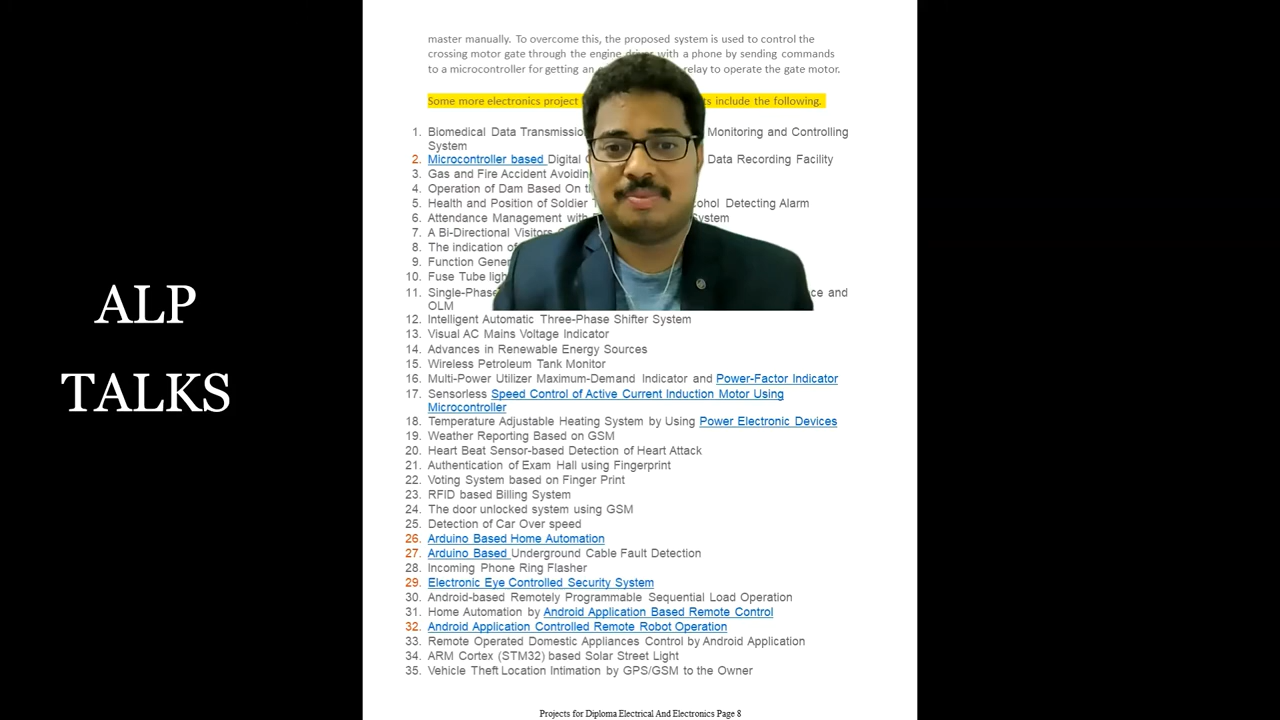 master manually. To overcome this, the proposed system is used to control the
crossing motor gate through the engine driver with a phone by sending commands
to a microcontroller for getting an relay to operate the gate motor.
Some more electronics project include the following.
1. Biomedical Data Monitoring and Controlling
System
2. Microcontroller based Digital Data Recording Facility
3. Gas and Fire Accident
4. Operation of Dam Based On
5. Health and Position of Soldier Detecting Alarm
6. Attendance Management with System
7. A Bi-Directional Visitors
8. The indication of
9. Function
10. Fuse Tube
11. Single-Phase and
OLM
12. Intelligent Automatic Three-Phase Shifter System
13. Visual AC Mains Voltage Indicator
14. Advances in Renewable Energy Sources
15. Wireless Petroleum Tank Monitor
16. Multi-Power Utilizer Maximum-Demand Indicator and Power-Factor Indicator
17. Sensorless Speed Control of Active Current Induction Motor Using
Microcontroller
18. Temperature Adjustable Heating System by Using Power Electronic Devices
19. Weather Reporting Based on GSM
20. Heart Beat Sensor-based Detection of Heart Attack
21. Authentication of Exam Hall using Fingerprint
22. Voting System based on Finger Print
23. RFID based Billing System
24. The door unlocked system using GSM
25. Detection of Car Over speed
26. Arduino Based Home Automation
27. Arduino Based Underground Cable Fault Detection
28. Incoming Phone Ring Flasher
29. Electronic Eye Controlled Security System
30. Android-based Remotely Programmable Sequential Load Operation
31. Home Automation by Android Application Based Remote Control
32. Android Application Controlled Remote Robot Operation
33. Remote Operated Domestic Appliances Control by Android Application
34. ARM Cortex (STM32) based Solar Street Light
35. Vehicle Theft Location Intimation by GPS/GSM to the Owner
Projects for Diploma Electrical And Electronics Page 8
ALP
TALKS